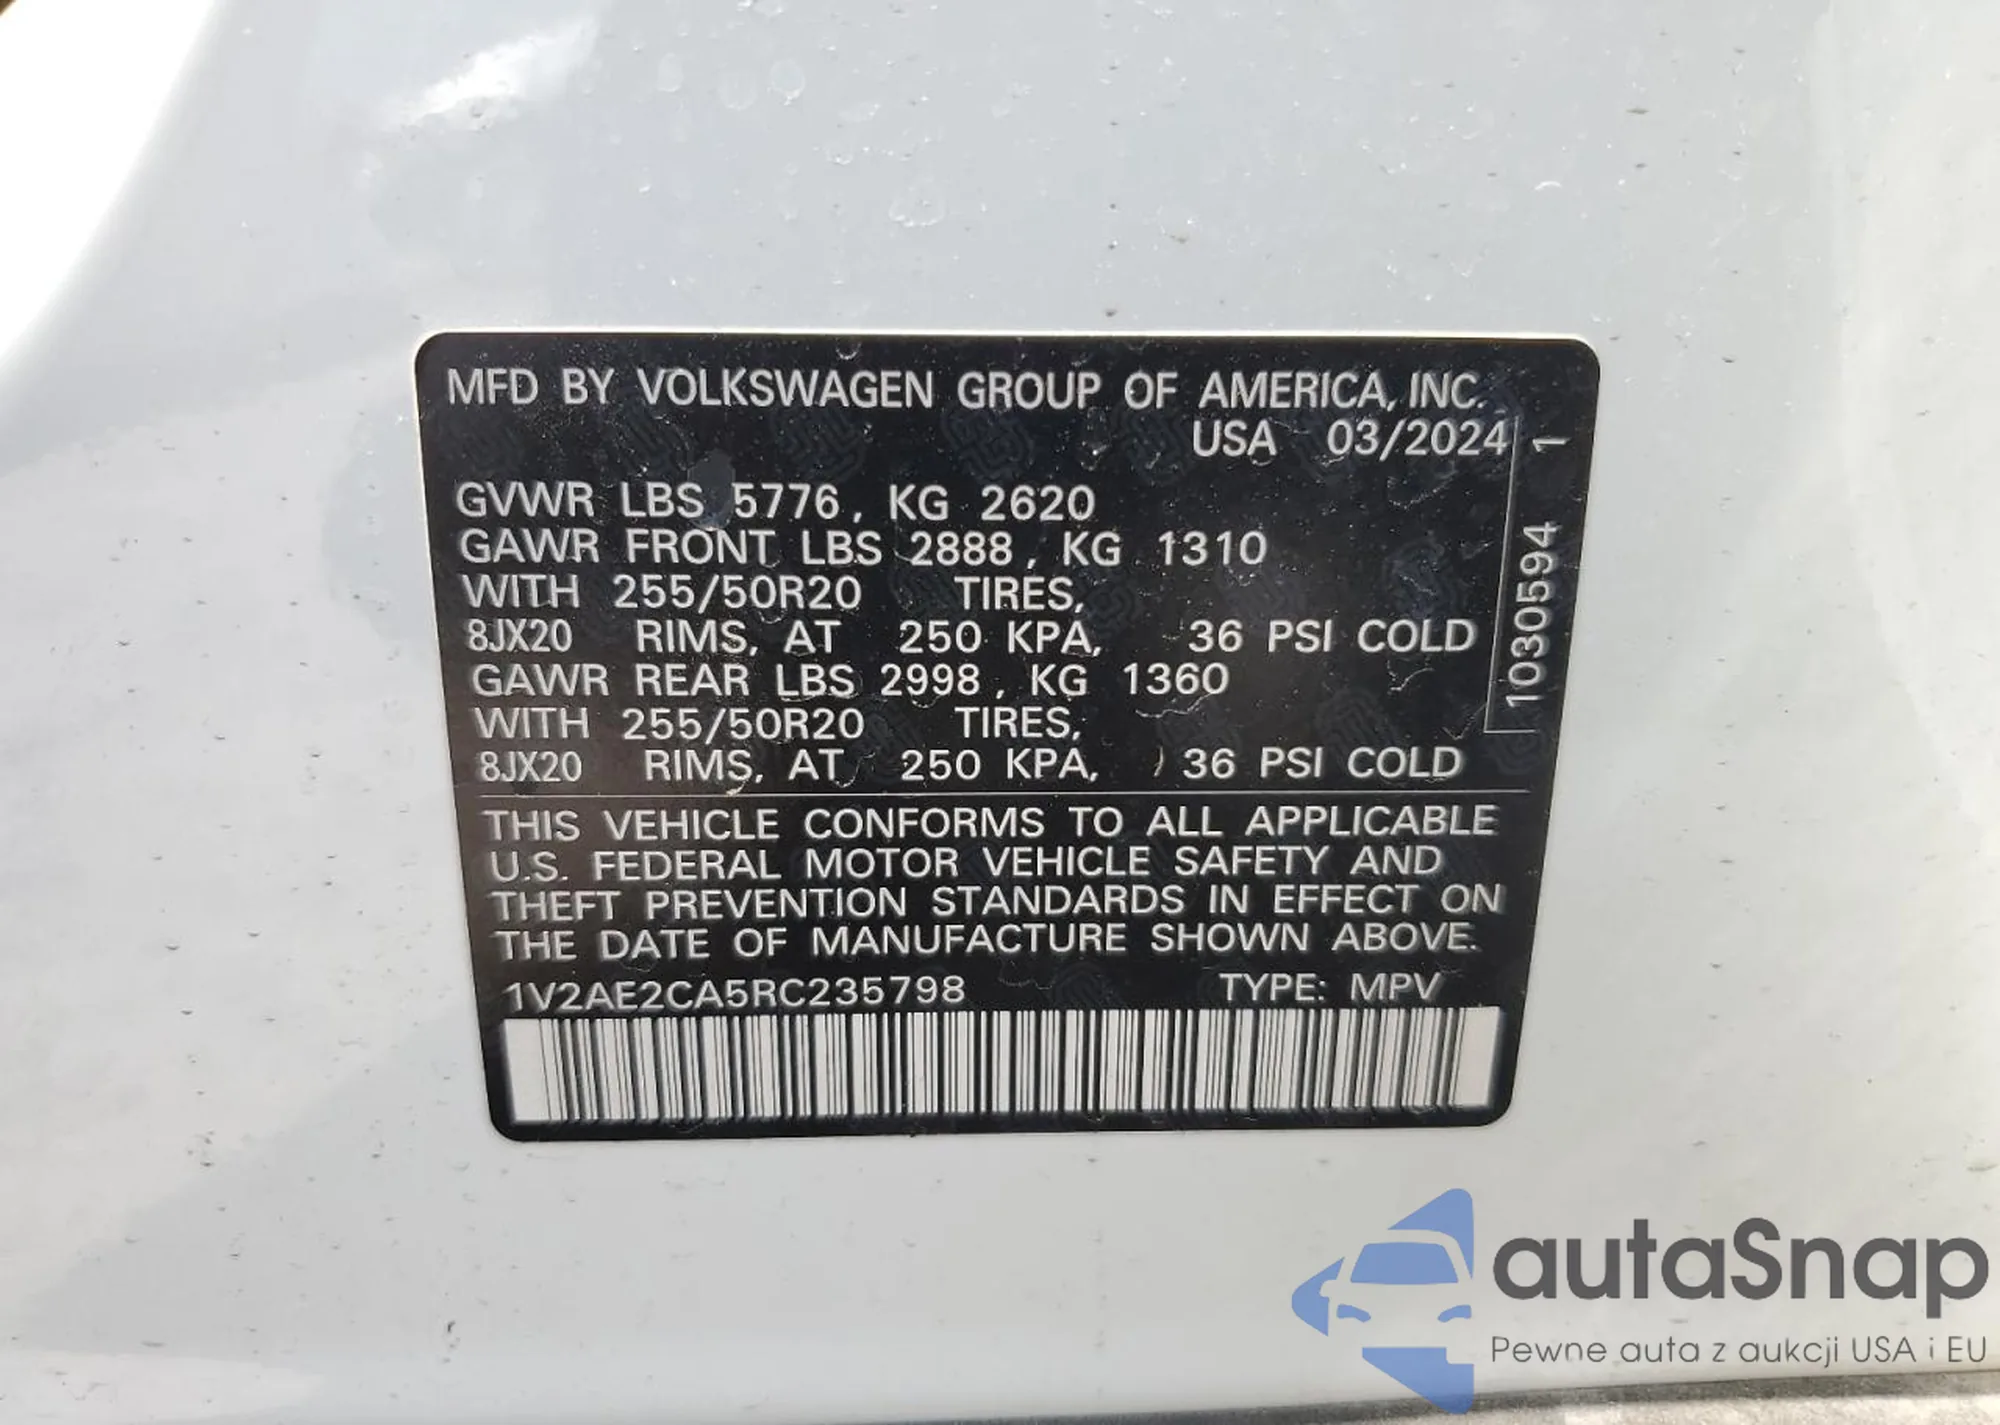 MFD BY VOLKSWAGEN GROUP OF AMERICA, INC.
USA 03/2024
GVWR LBS 5776, KG 2620
GAWR FRONT LBS 2888, KG 1310
WITH 255/50R20 TIRES,
8JX20 RIMS, AT 250 KPA, 36 PSI COLD
GAWR REAR LBS 2998, KG 1360
WITH 255/50R20 TIRES,
8JX20 RIMS, AT 250 KPA, 36 PSI COLD
1030594 1
THIS VEHICLE CONFORMS TO ALL APPLICABLE
U.S. FEDERAL MOTOR VEHICLE SAFETY AND
THEFT PREVENTION STANDARDS IN EFFECT ON
THE DATE OF MANUFACTURE SHOWN ABOVE.
1V2AE2CA5RC235798 TYPE: MPV
autaSnap
Pewne auta z aukcji USA i EU